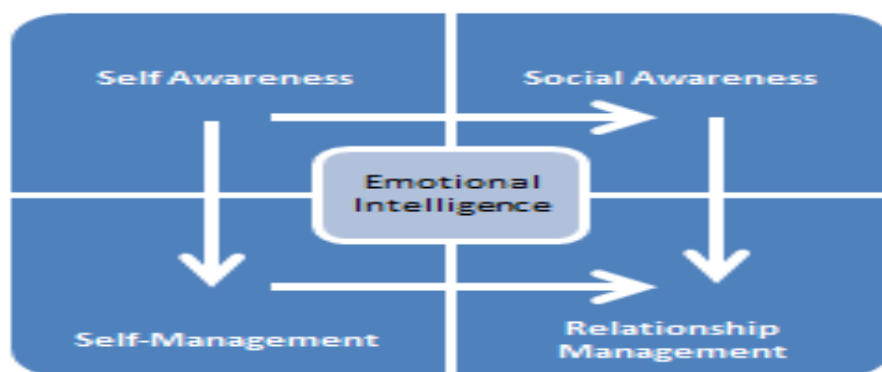 Self Awareness
Social Awareness
Emotional
Intelligence
Self-Management
Relationship
Management